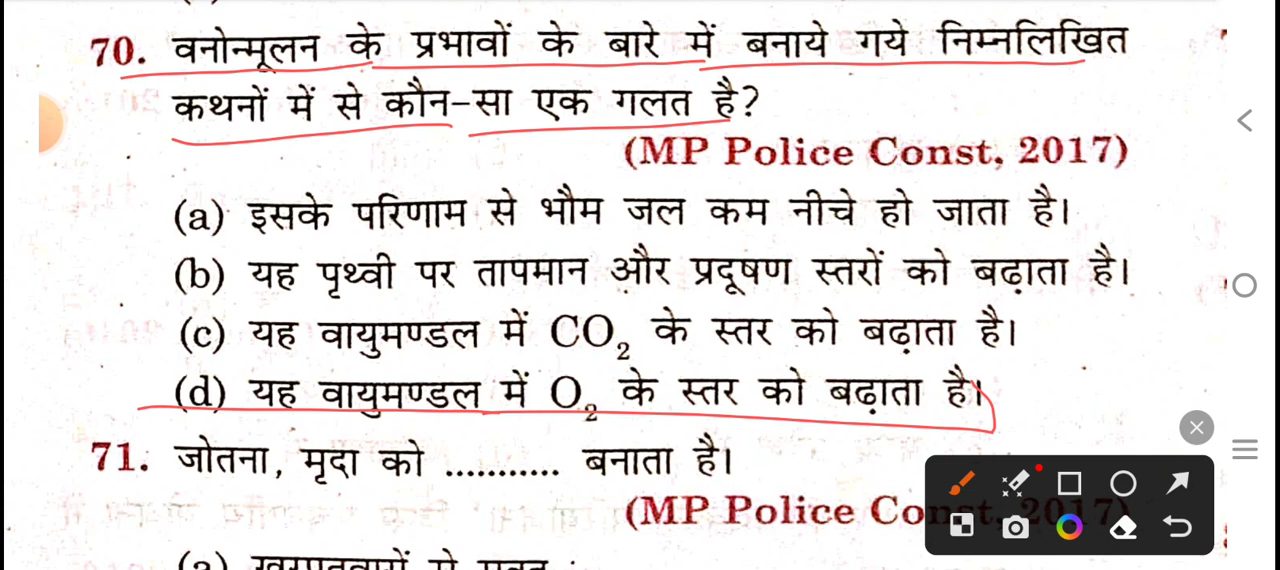 70. वनोन्मूलन के प्रभावों के बारे में बनाये गये निम्नलिखित
कथनों में से कौन-सा एक गलत है?
(MP Police Const. 2017)
(a) इसके परिणाम से भौम जल कम नीचे हो जाता है।
(b) यह पृथ्वी पर तापमान और प्रदूषण स्तरों को बढ़ाता है।
(c) यह वायुमण्डल में CO₂ के स्तर को बढ़ाता है।
(d) यह वायुमण्डल में O₂ के स्तर को बढ़ाता है।
71. जोतना, मृदा को ........... बनाता है।
(MP Police Const. 2017)
(a)